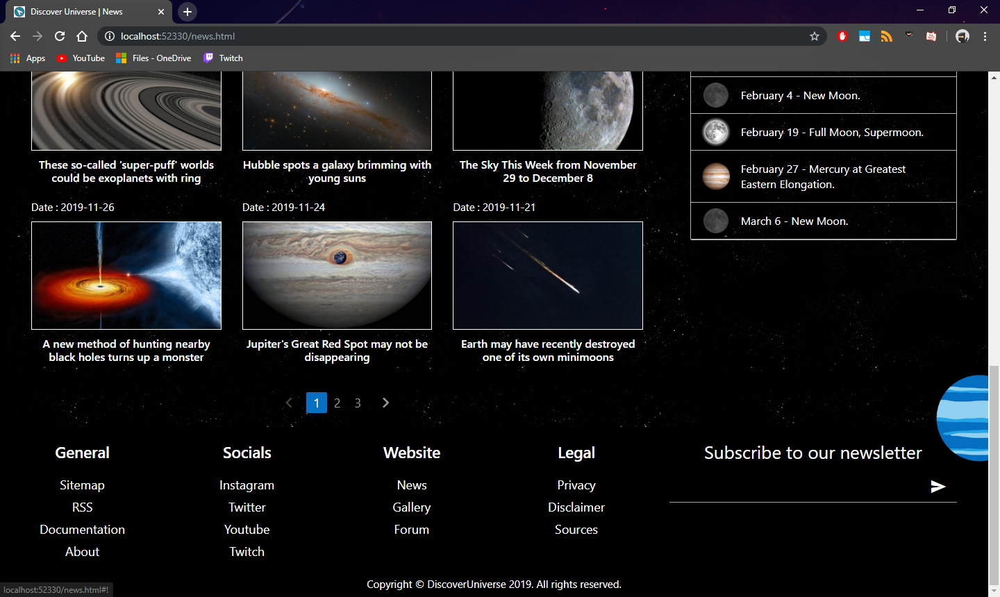 Discover Universe | News
localhost:52330/news.html
Apps
YouTube
Files - OneDrive
Twitch
These so-called 'super-puff' worlds
could be exoplanets with ring
Hubble spots a galaxy brimming with
young suns
The Sky This Week from November
29 to December 8
Date : 2019-11-26
Date : 2019-11-24
Date : 2019-11-21
A new method of hunting nearby
black holes turns up a monster
Jupiter's Great Red Spot may not be
disappearing
Earth may have recently destroyed
one of its own minimoons
1 2 3
February 4 - New Moon.
February 19 - Full Moon, Supermoon.
February 27 - Mercury at Greatest
Eastern Elongation.
March 6 - New Moon.
General
Sitemap
RSS
Documentation
About
Socials
Instagram
Twitter
Youtube
Twitch
Website
News
Gallery
Forum
Legal
Privacy
Disclaimer
Sources
Subscribe to our newsletter
Copyright © DiscoverUniverse 2019. All rights reserved.
localhost:52330/news.html#!